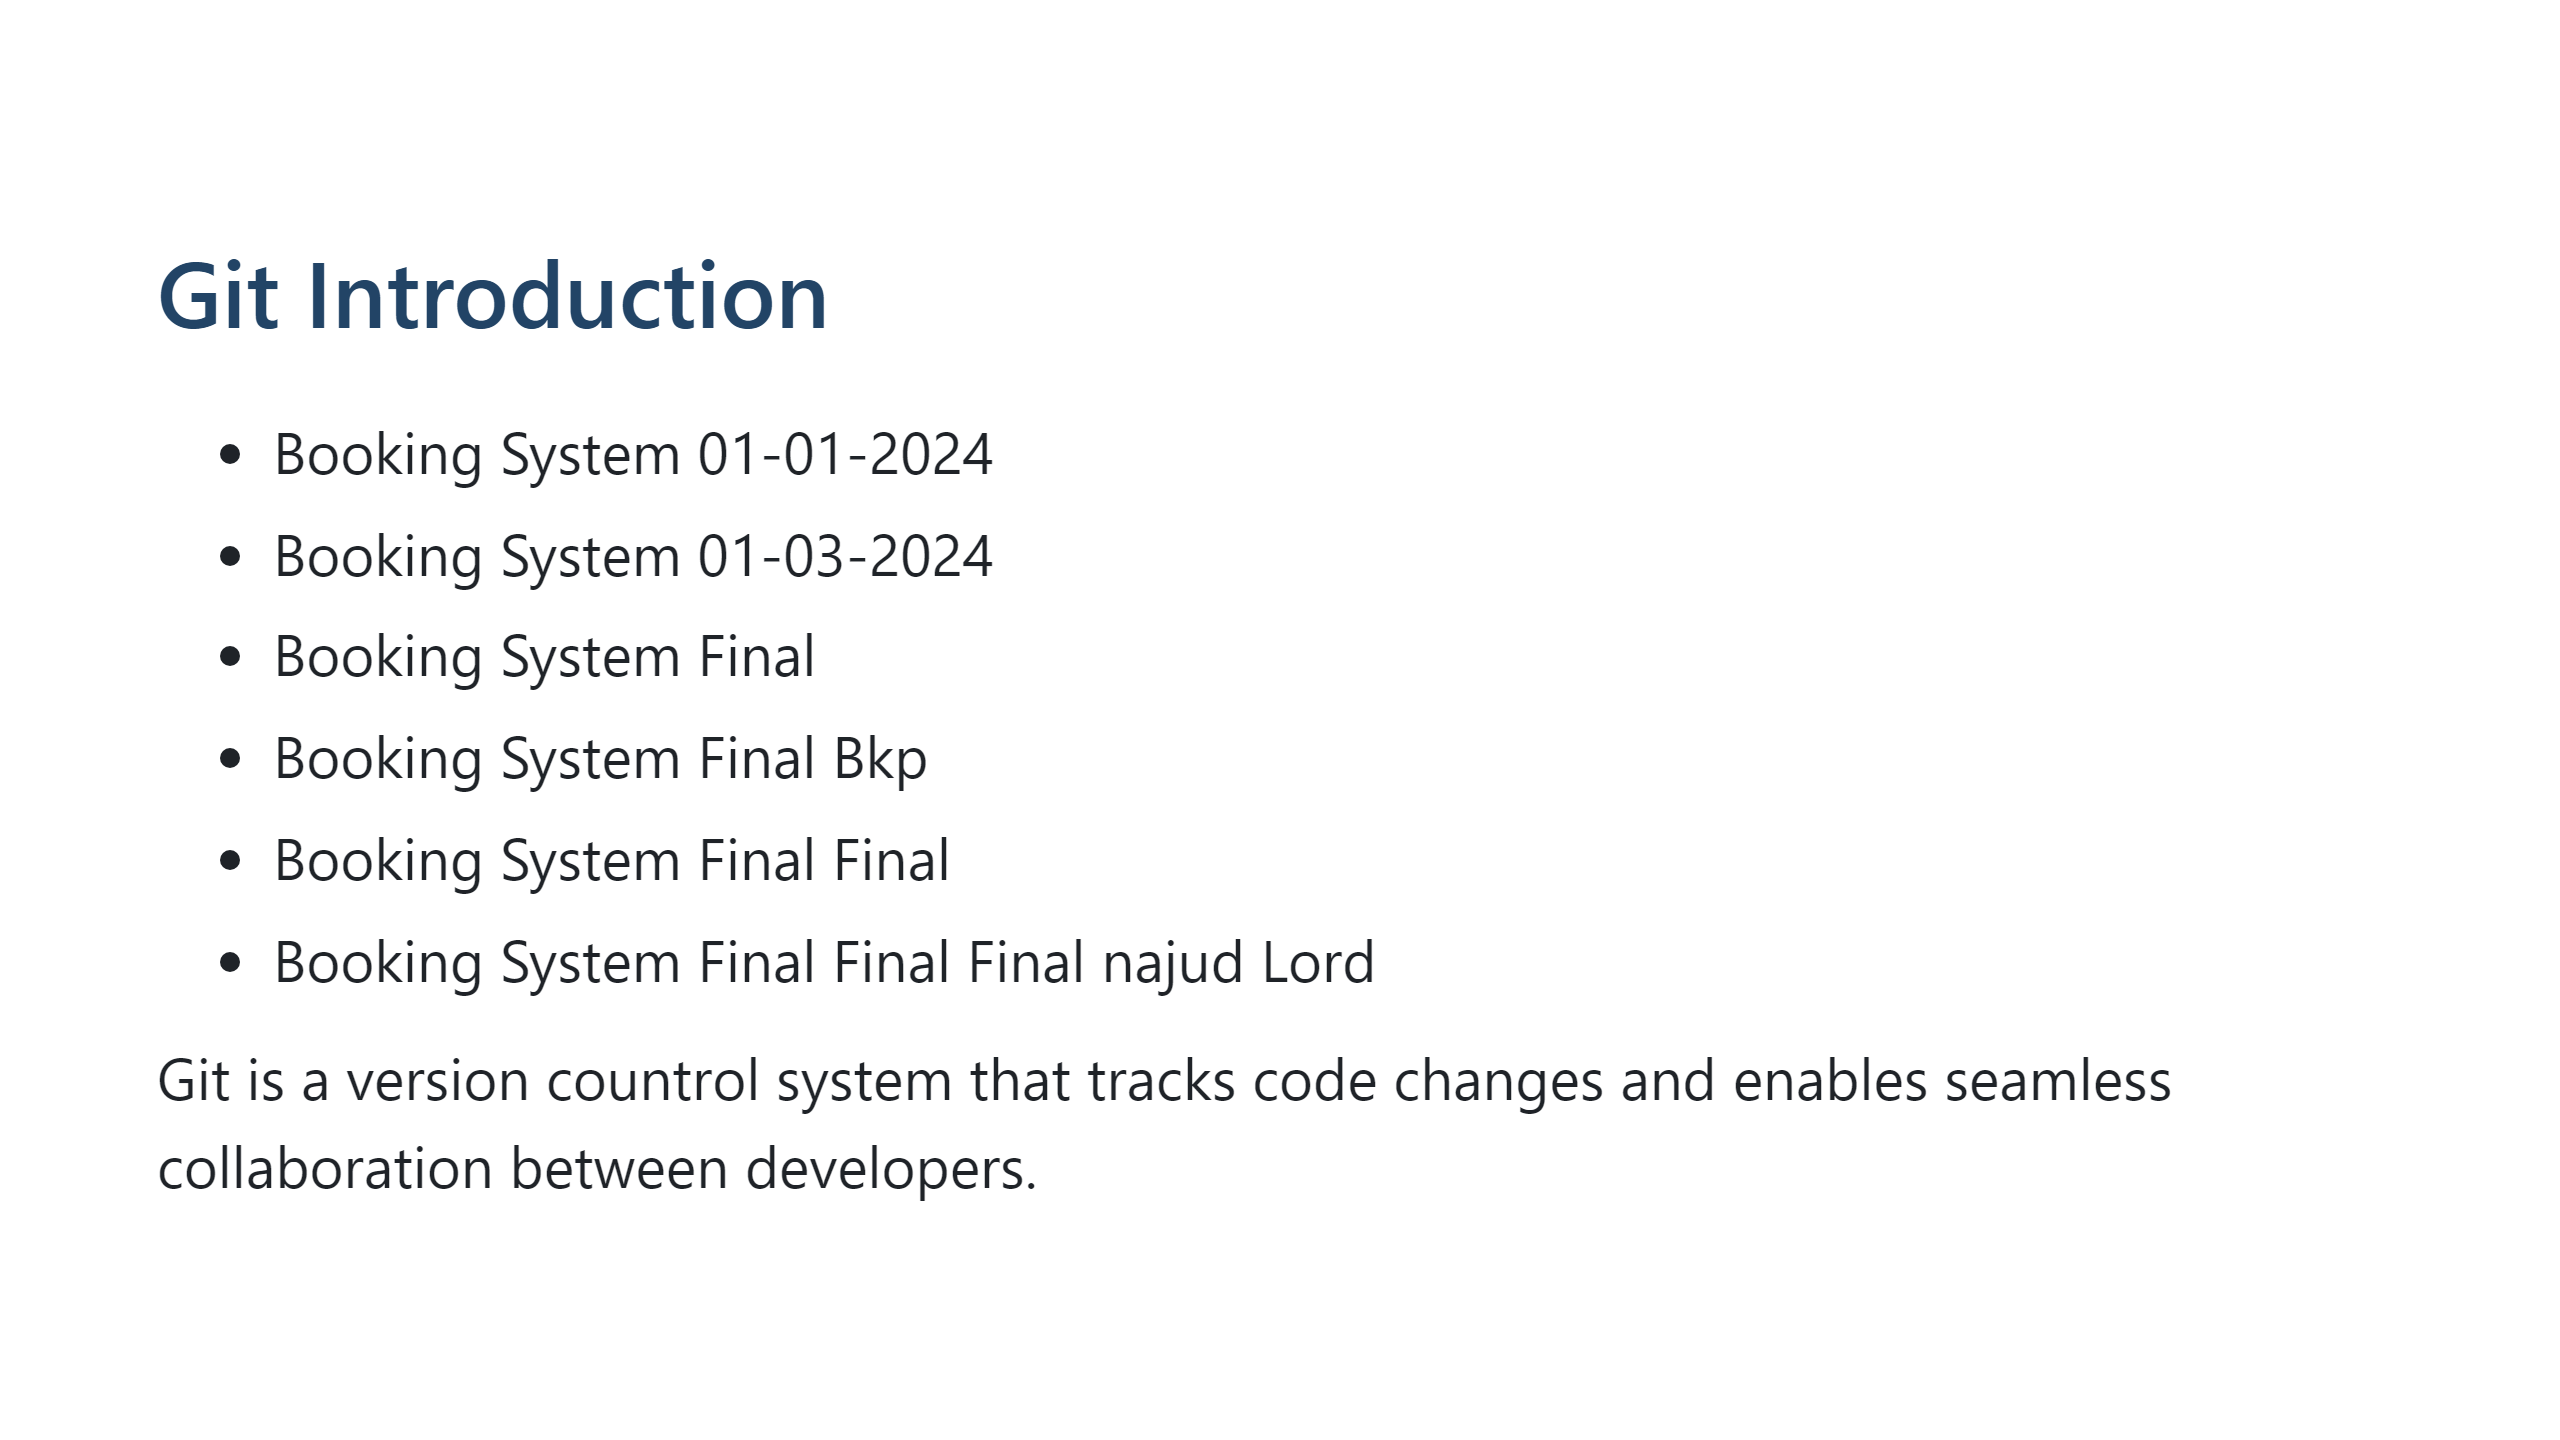 Git Introduction
Booking System 01-01-2024
Booking System 01-03-2024
Booking System Final
Booking System Final Bkp
Booking System Final Final
Booking System Final Final Final najud Lord
Git is a version countrol system that tracks code changes and enables seamless
collaboration between developers.